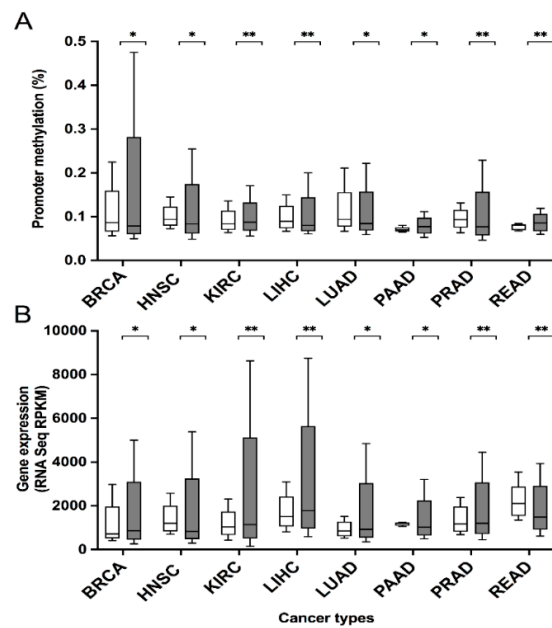 A
* * ** ** * * ** **
Promoter methylation (%)
0.5
0.4
0.3
0.2
0.1
0.0
BRCA HNSC KIRC LIHC LUAD PAAD PRAD READ
B
* * ** ** * * ** **
Gene expression
(RNA Seq RPKM)
10000
8000
6000
4000
2000
0
BRCA HNSC KIRC LIHC LUAD PAAD PRAD READ
Cancer types